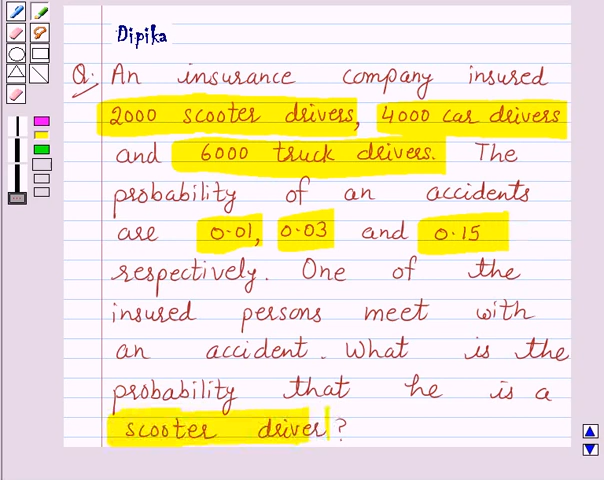 Dipika
Q. An insurance company insured
2000 scooter drivers, 4000 car drivers
and 6000 truck drivers. The
probability of an accidents
are 0.01, 0.03 and 0.15
respectively. One of the
insured persons meet with
an accident. What is the
probability that he is a
scooter driver?